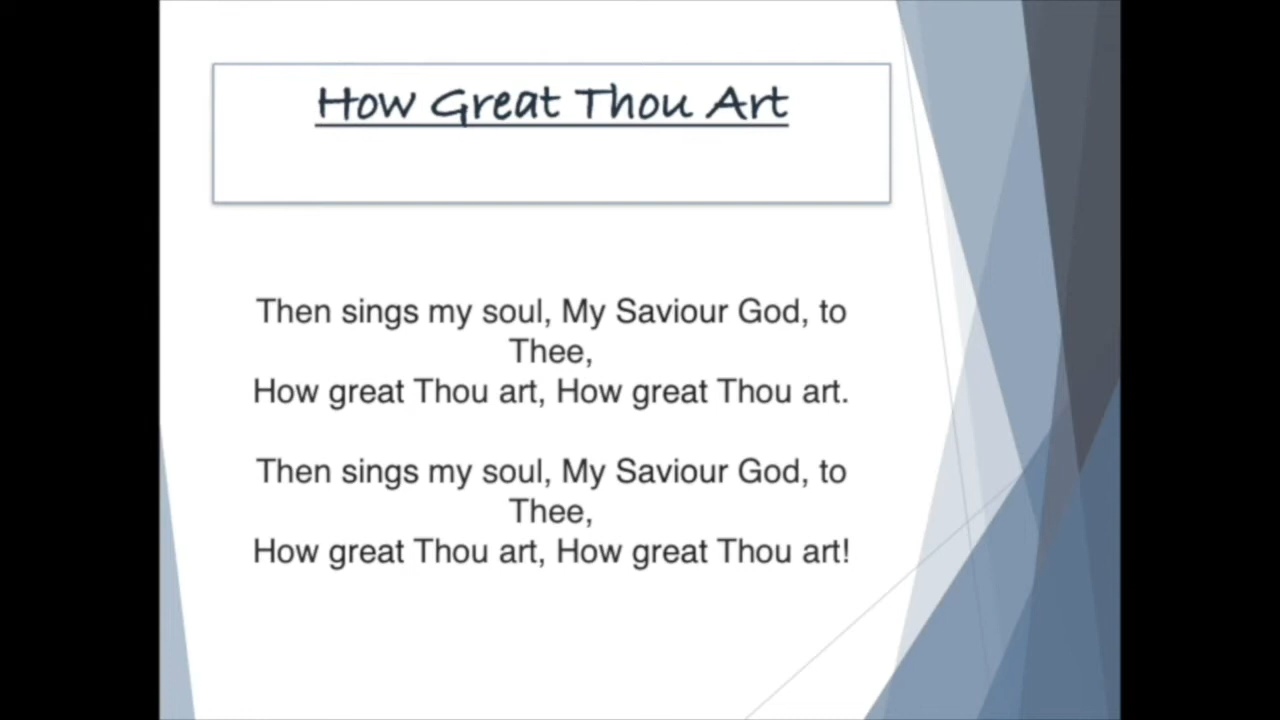 How Great Thou Art
Then sings my soul, My Saviour God, to
Thee,
How great Thou art, How great Thou art.
Then sings my soul, My Saviour God, to
Thee,
How great Thou art, How great Thou art!